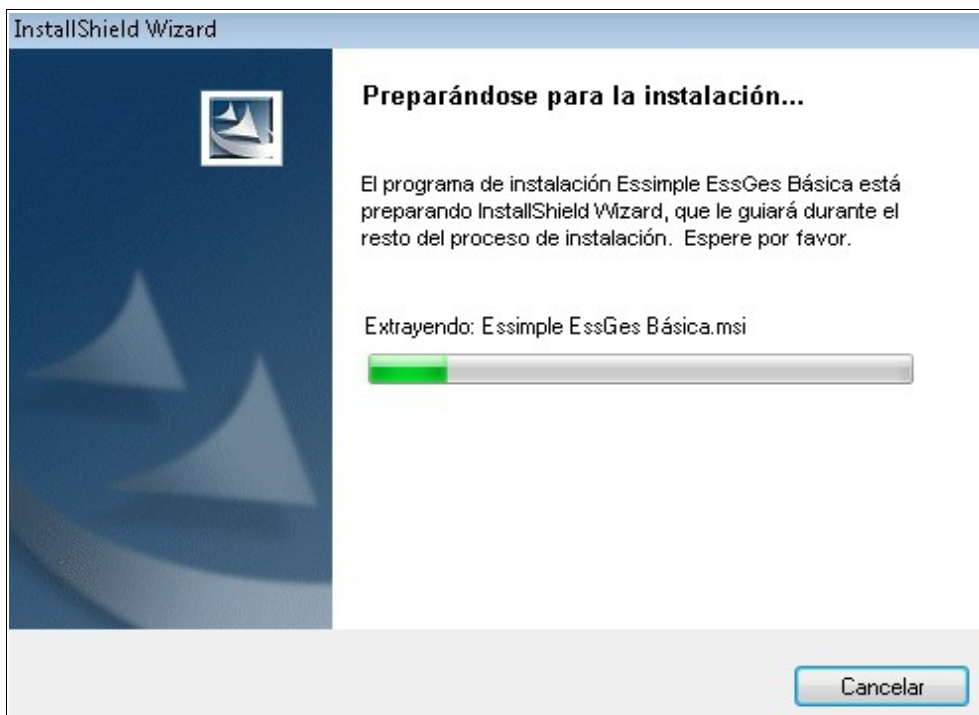 InstallShield Wizard
Preparándose para la instalación...
El programa de instalación Essimple EssGes Básica está
preparando InstallShield Wizard, que le guiará durante el
resto del proceso de instalación.  Espere por favor.
Extrayendo: Essimple EssGes Básica.msi
Cancelar